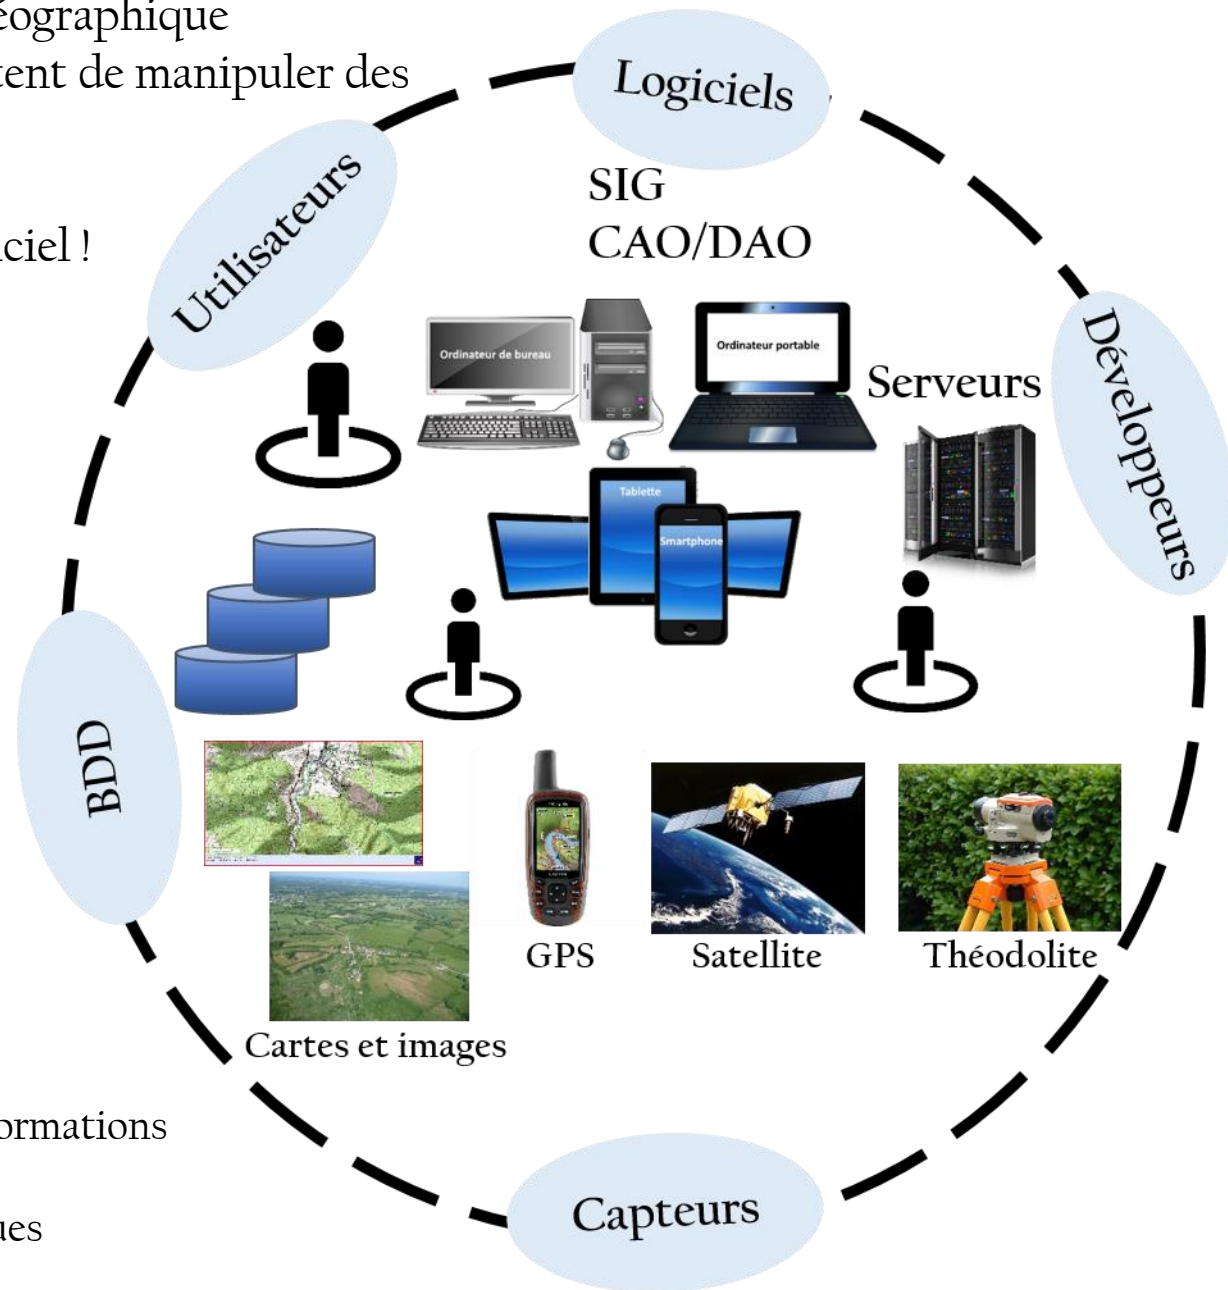 éographique
tent de manipuler des
ciel !
Logiciels
Utilisateurs
SIG
CAO/DAO
Développeurs
Ordinateur de bureau
Ordinateur portable
Serveurs
Tablette
Smartphone
BDD
GPS
Satellite
Théodolite
Cartes et images
ormations
Capteurs
ues